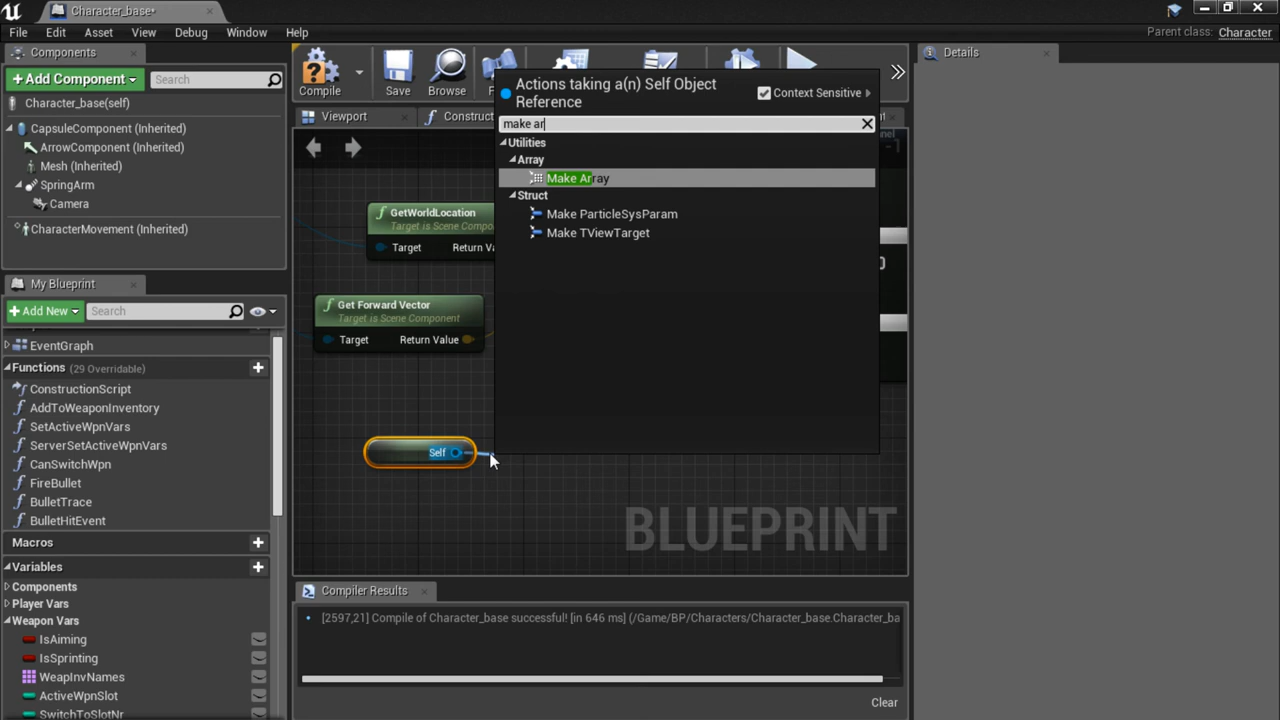 Character_base*
File Edit Asset View Debug Window Help
Parent class: Character
Components
Add Component
Search
Character_base(self)
CapsuleComponent (Inherited)
ArrowComponent (Inherited)
Mesh (Inherited)
SpringArm
Camera
CharacterMovement (Inherited)
My Blueprint
Add New
Search
EventGraph
Functions (29 Overridable)
ConstructionScript
AddToWeaponInventory
SetActiveWpnVars
ServerSetActiveWpnVars
CanSwitchWpn
FireBullet
BulletTrace
BulletHitEvent
Macros
Variables
Components
Player Vars
Weapon Vars
IsAiming
IsSprinting
WeapInvNames
ActiveWpnSlot
SwitchToSlotNr
Compile Save Browse
Viewport
Construct
GetWorldLocation
Target is Scene Compo
Target Return Va
Get Forward Vector
Target is Scene Component
Target Return Value
Self
BLUEPRINT
Actions taking a(n) Self Object
Reference
Context Sensitive
make ar
Utilities
Array
Make Array
Struct
Make ParticleSysParam
Make TViewTarget
Compiler Results
[2597,21] Compile of Character_base successful! [in 646 ms] (/Game/BP/Characters/Character_base.Character_ba
Clear
Details